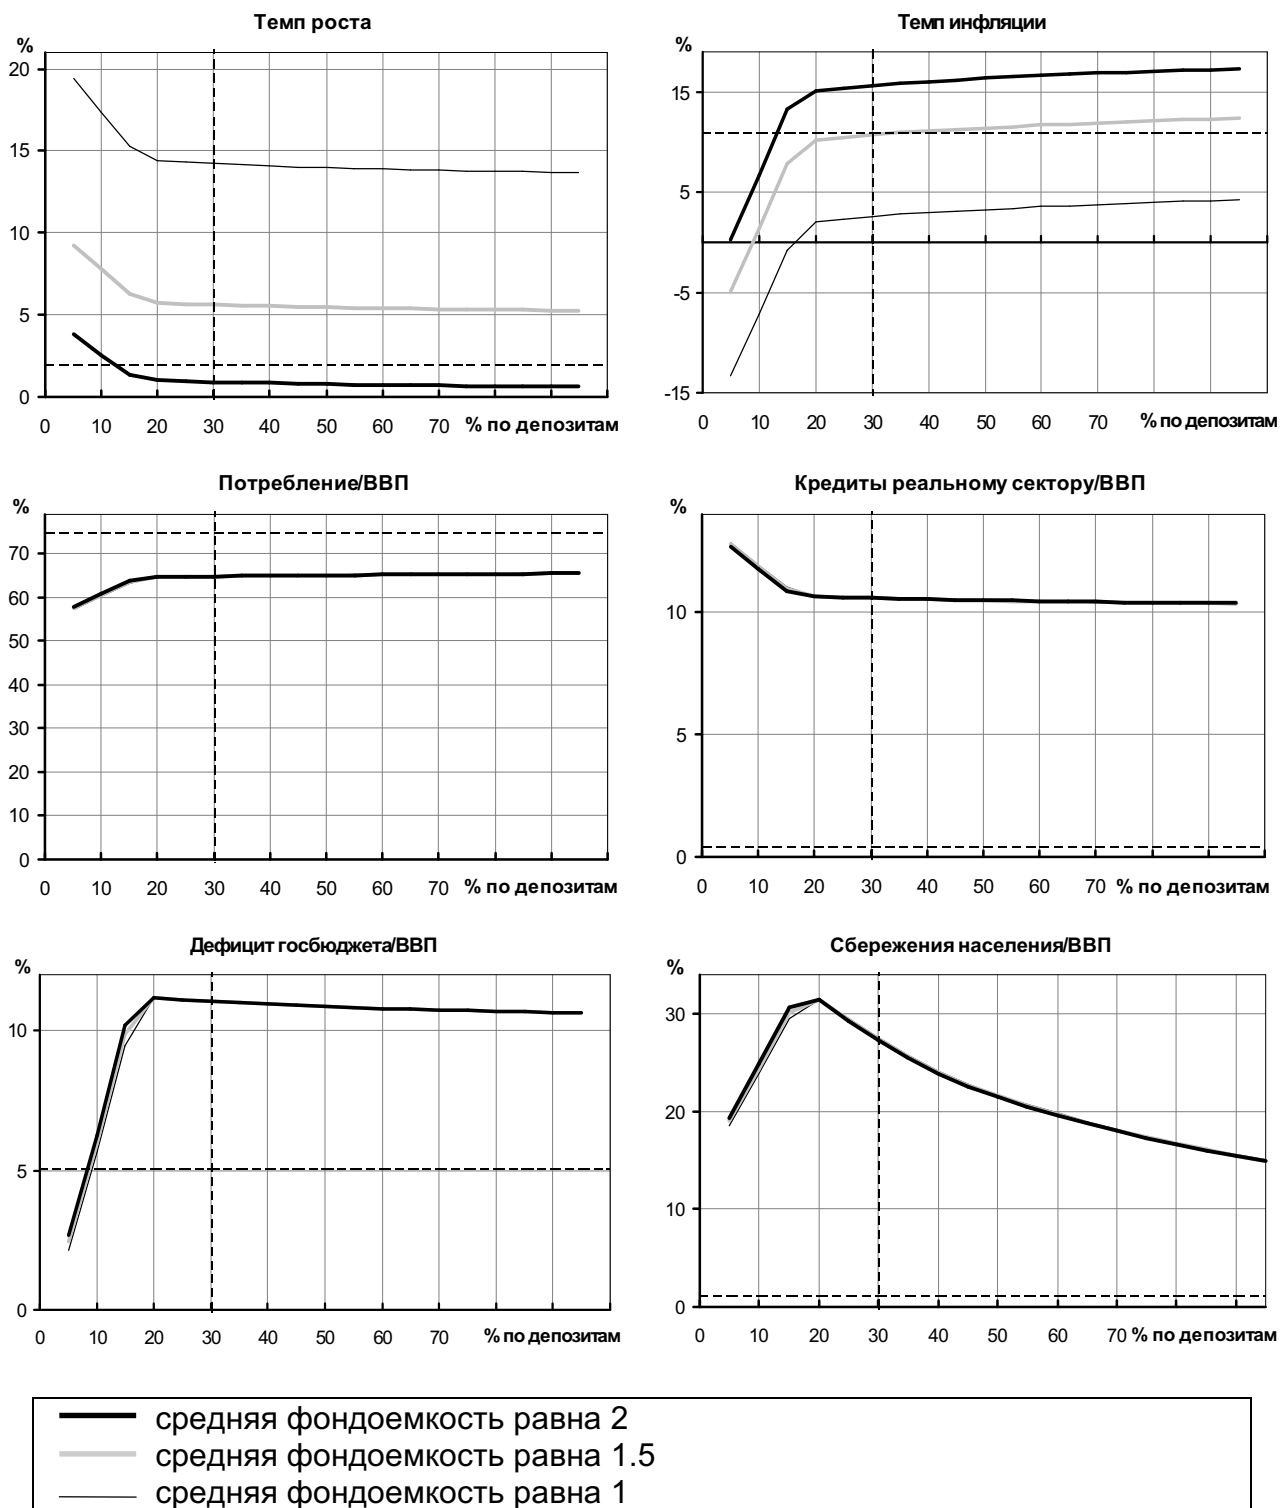 Темп роста
%
20
15
10
5
0
0 10 20 30 40 50 60 70 % по депозитам
Темп инфляции
%
15
5
-5
-15
0 10 20 30 40 50 60 70 % по депозитам
Потребление/ВВП
%
70
60
50
40
30
20
10
0
0 10 20 30 40 50 60 70 % по депозитам
Кредиты реальному сектору/ВВП
%
10
5
0
0 10 20 30 40 50 60 70 % по депозитам
Дефицит госбюджета/ВВП
%
10
5
0
0 10 20 30 40 50 60 70 % по депозитам
Сбережения населения/ВВП
%
30
20
10
0
0 10 20 30 40 50 60 70 % по депозитам
средняя фондоемкость равна 2
средняя фондоемкость равна 1.5
средняя фондоемкость равна 1